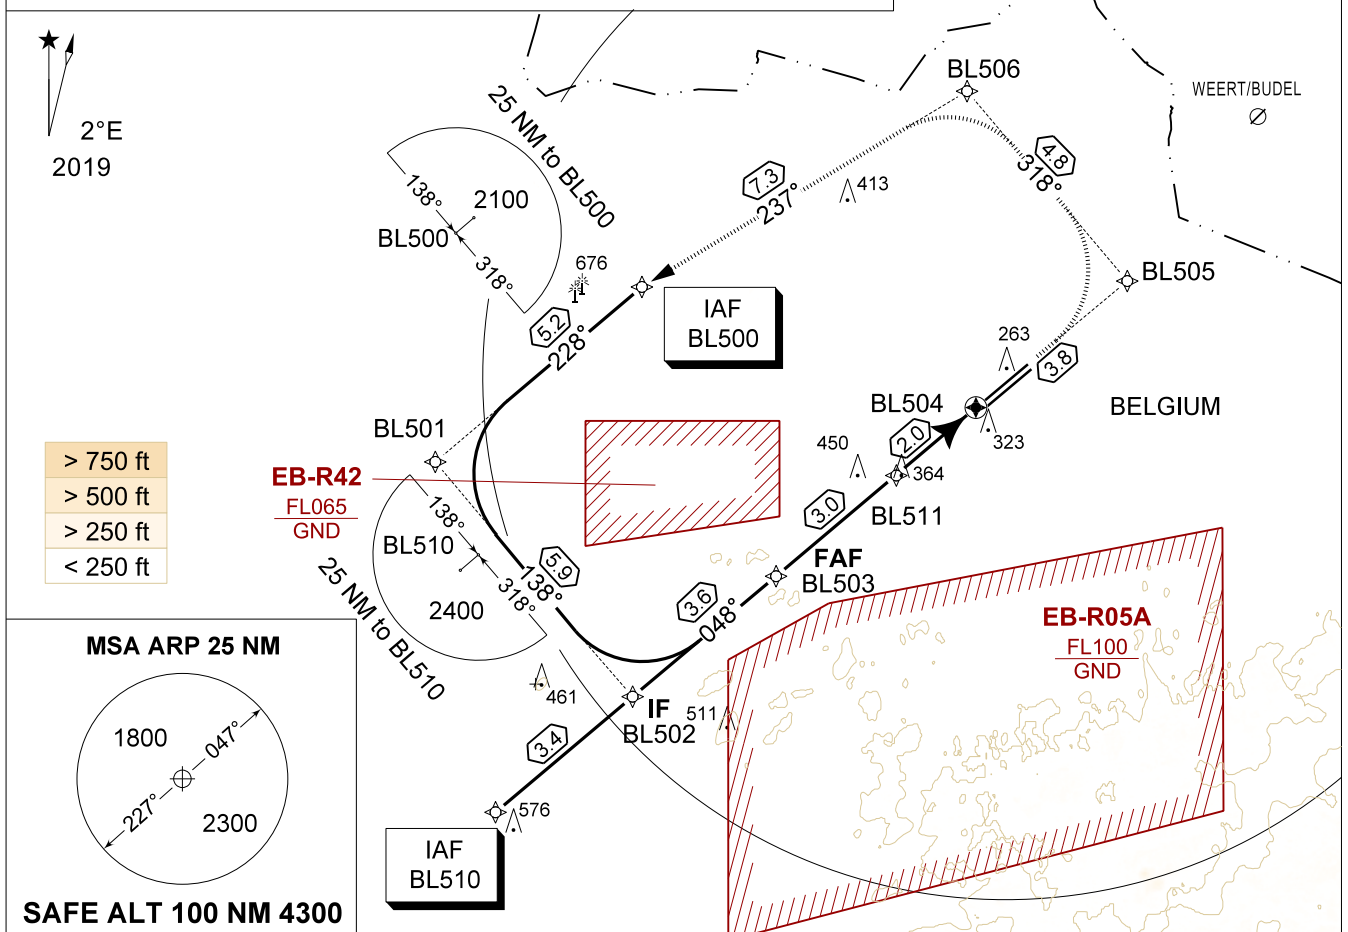 BL506
WEERT/BUDEL
2°E
2019
25 NM to BL500
4.8
318°
138°
2100
7.3
237°
413
BL500
318°
676
BL505
IAF
BL500
5.2
228°
263
3.8
BL504
BELGIUM
BL501
2.0
323
450
364
> 750 ft
> 500 ft
> 250 ft
< 250 ft
EB-R42
FL065
GND
138°
3.0
BL511
BL510
5.9
138°
318°
FAF
BL503
25 NM to BL510
2400
3.6
048°
EB-R05A
FL100
GND
MSA ARP 25 NM
461
IF
BL502
511
1800
047°
3.4
227°
2300
576
IAF
BL510
SAFE ALT 100 NM 4300